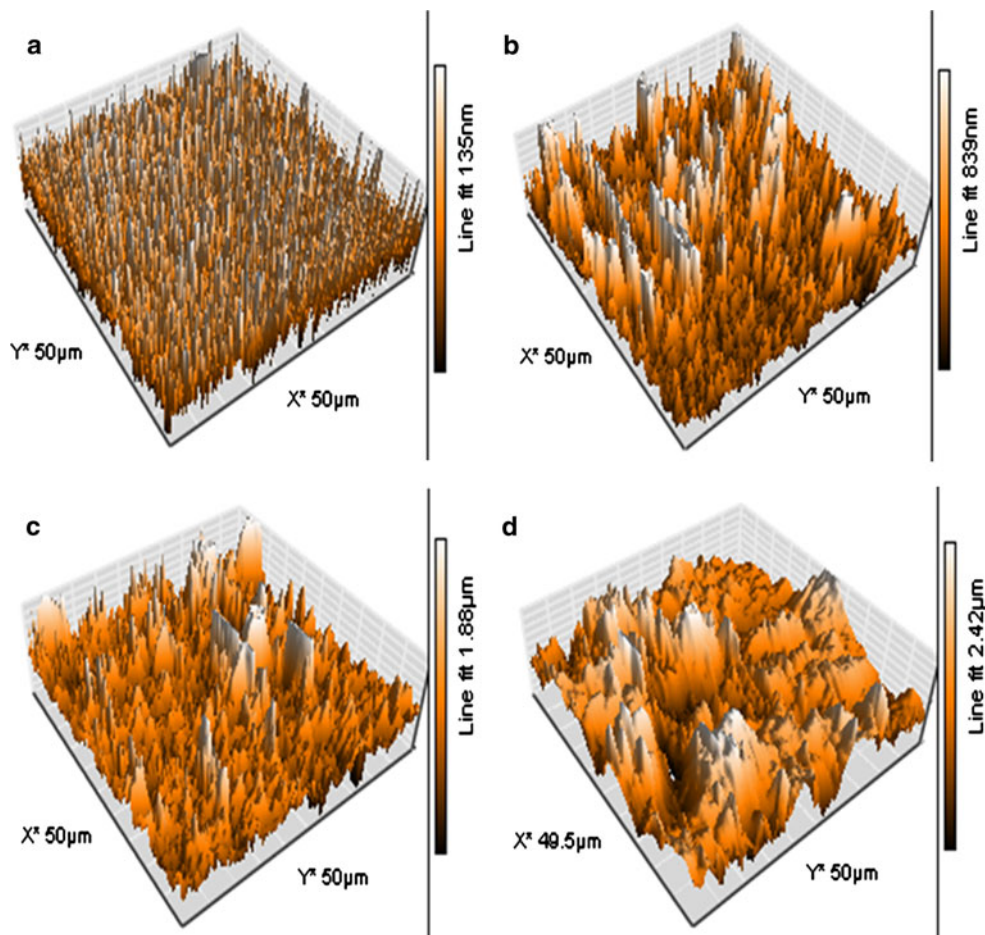 a
Y* 50µm
X* 50µm
Line fit 135nm
b
X* 50µm
Y* 50µm
Line fit 839nm
c
X* 50µm
Y* 50µm
Line fit 1.88µm
d
X* 49.5µm
Y* 50µm
Line fit 2.42µm